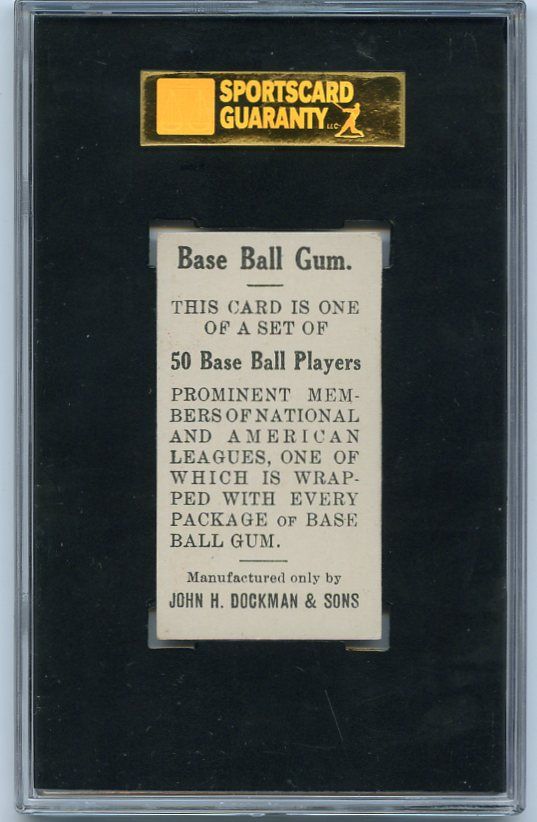 SPORTSCARD
GUARANTY LLC
Base Ball Gum.
THIS CARD IS ONE
OF A SET OF
50 Base Ball Players
PROMINENT MEM-
BERS OF NATIONAL
AND AMERICAN
LEAGUES, ONE OF
WHICH IS WRAP-
PED WITH EVERY
PACKAGE OF BASE
BALL GUM.
Manufactured only by
JOHN H. DOCKMAN & SONS